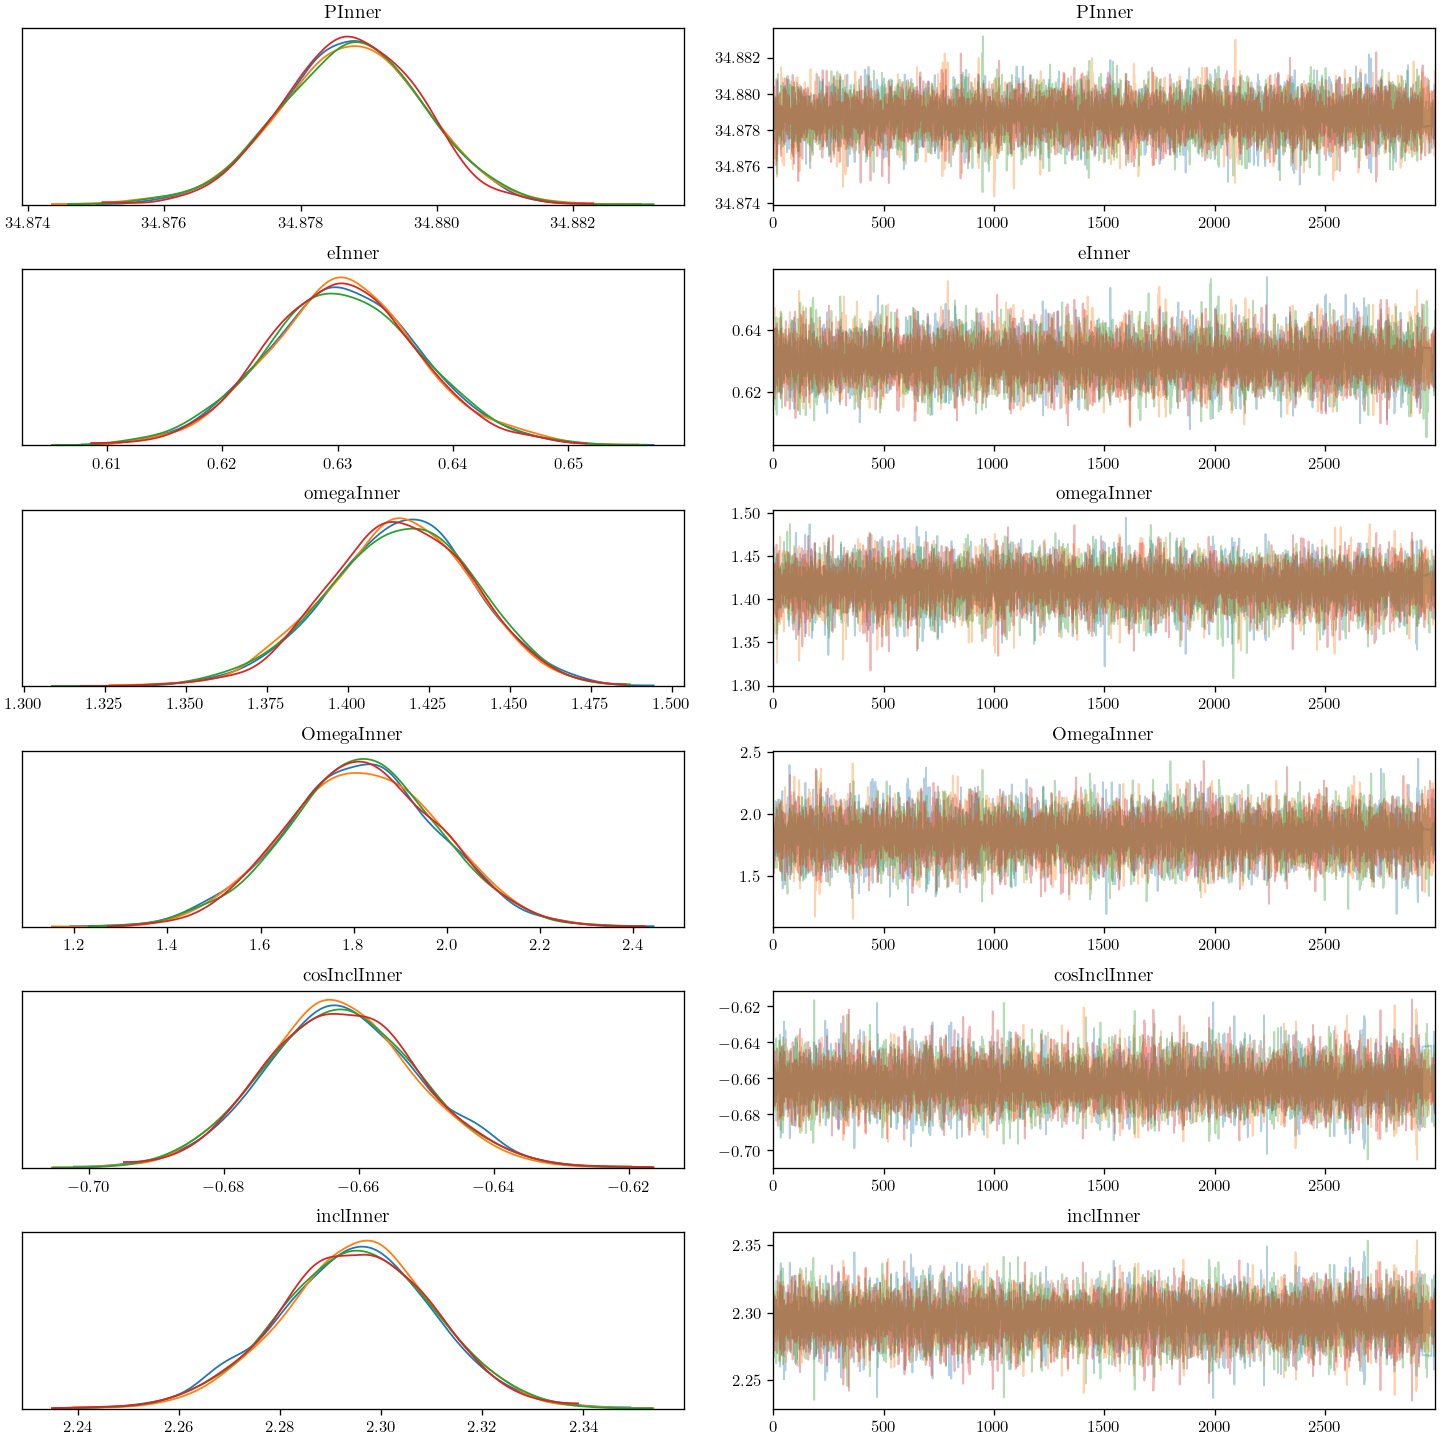 PInner PInner
34.882
34.880
34.878
34.876
34.874
34.874 34.876 34.878 34.880 34.882 0 500 1000 1500 2000 2500
eInner eInner
0.64
0.62
0.61 0.62 0.63 0.64 0.65 0 500 1000 1500 2000 2500
omegaInner omegaInner
1.50
1.45
1.40
1.35
1.30
1.300 1.325 1.350 1.375 1.400 1.425 1.450 1.475 1.500 0 500 1000 1500 2000 2500
OmegaInner OmegaInner
2.5
2.0
1.5
1.2 1.4 1.6 1.8 2.0 2.2 2.4 0 500 1000 1500 2000 2500
cosInclInner cosInclInner
−0.62
−0.64
−0.66
−0.68
−0.70
−0.70 −0.68 −0.66 −0.64 −0.62 0 500 1000 1500 2000 2500
inclInner inclInner
2.35
2.30
2.25
2.24 2.26 2.28 2.30 2.32 2.34 0 500 1000 1500 2000 2500